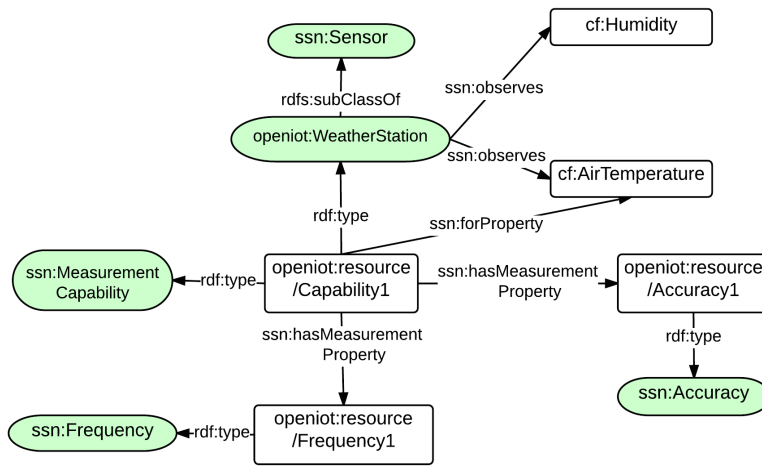 cf:Humidity
ssn:Sensor
ssn:observes
rdfs:subClassOf
openiot:WeatherStation
ssn:observes
cf:AirTemperature
rdf:type
ssn:forProperty
ssn:Measurement
Capability
rdf:type
openiot:resource
/Capability1
ssn:hasMeasurement
Property
openiot:resource
/Accuracy1
ssn:hasMeasurement
Property
rdf:type
ssn:Accuracy
ssn:Frequency
rdf:type
openiot:resource
/Frequency1